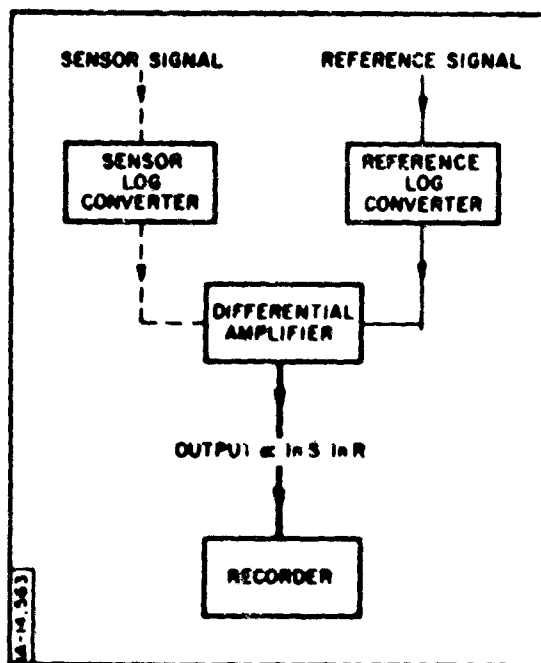 SENSOR SIGNAL
REFERENCE SIGNAL
SENSOR
LOG
CONVERTER
REFERENCE
LOG
CONVERTER
DIFFERENTIAL
AMPLIFIER
OUTPUT ∝ ln S ln R
RECORDER